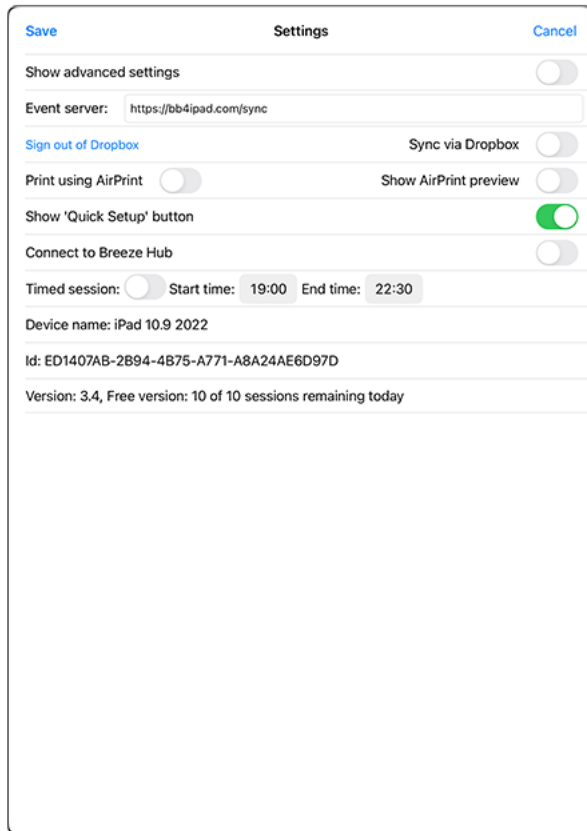 Save Settings Cancel
Show advanced settings
Event server: https://bb4ipad.com/sync
Sign out of Dropbox Sync via Dropbox
Print using AirPrint Show AirPrint preview
Show 'Quick Setup' button
Connect to Breeze Hub
Timed session: Start time: 19:00 End time: 22:30
Device name: iPad 10.9 2022
Id: ED1407AB-2B94-4B75-A771-A8A24AE6D97D
Version: 3.4, Free version: 10 of 10 sessions remaining today